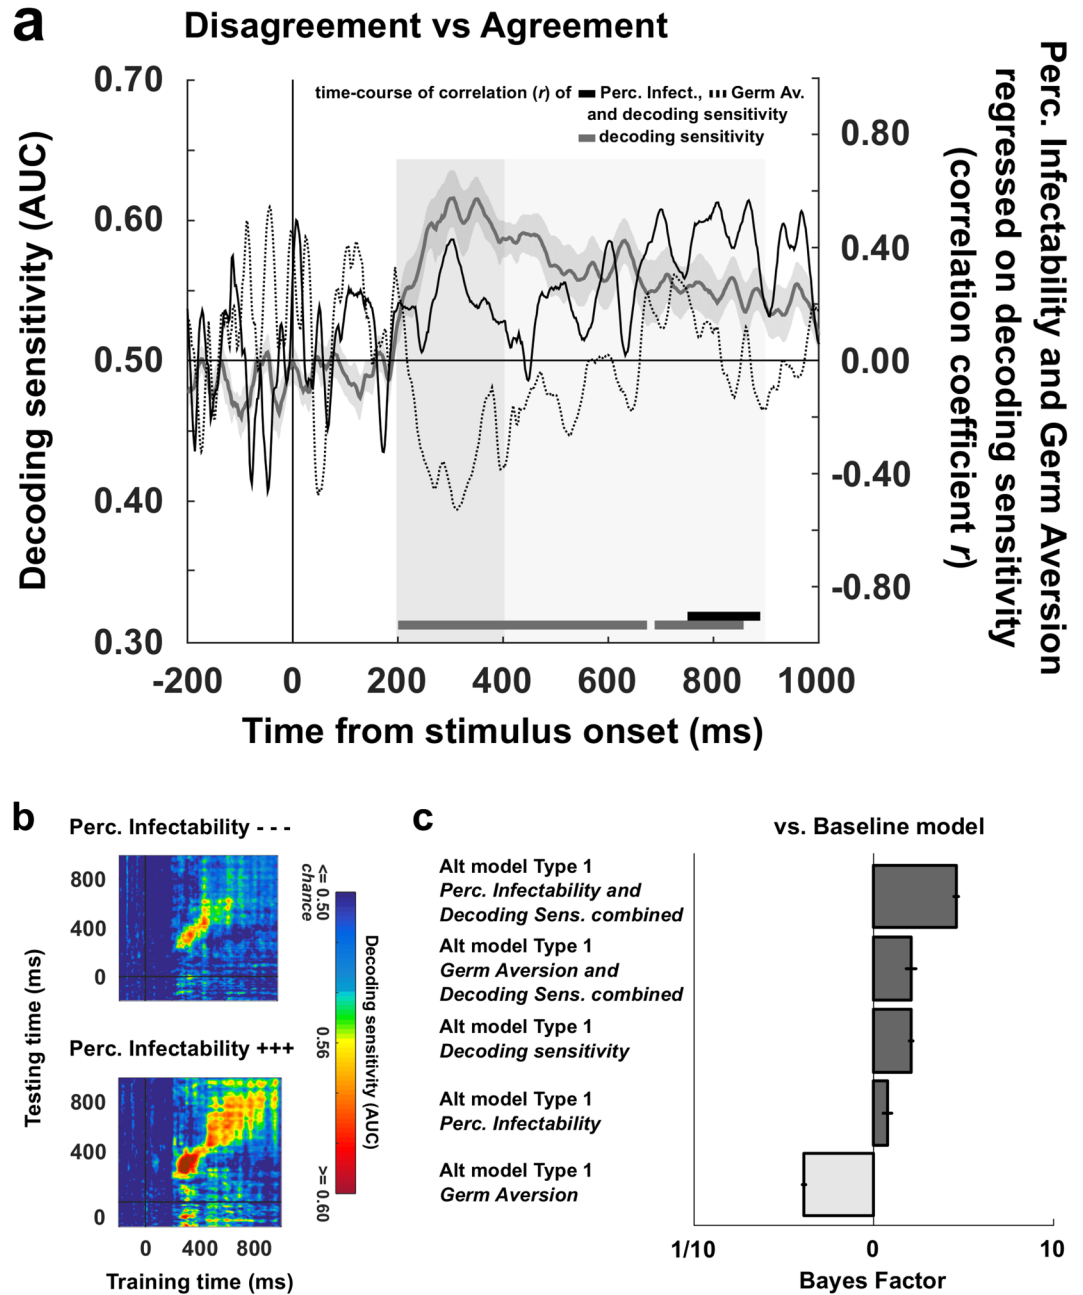 a
Disagreement vs Agreement
time-course of correlation (r) of Perc. Infect., Germ Av.
and decoding sensitivity
decoding sensitivity
Decoding sensitivity (AUC)
0.70
0.60
0.50
0.40
0.30
0.80
0.40
0.00
-0.40
-0.80
Perc. Infectability and Germ Aversion
regressed on decoding sensitivity
(correlation coefficient r)
-200 0 200 400 600 800 1000
Time from stimulus onset (ms)
b
Perc. Infectability - - -
800
400
0
Perc. Infectability +++
800
400
0
Testing time (ms)
0 400 800
Training time (ms)
<= 0.50
chance
0.56
>= 0.60
Decoding sensitivity (AUC)
c
vs. Baseline model
Alt model Type 1
Perc. Infectability and
Decoding Sens. combined
Alt model Type 1
Germ Aversion and
Decoding Sens. combined
Alt model Type 1
Decoding sensitivity
Alt model Type 1
Perc. Infectability
Alt model Type 1
Germ Aversion
1/10 0 10
Bayes Factor